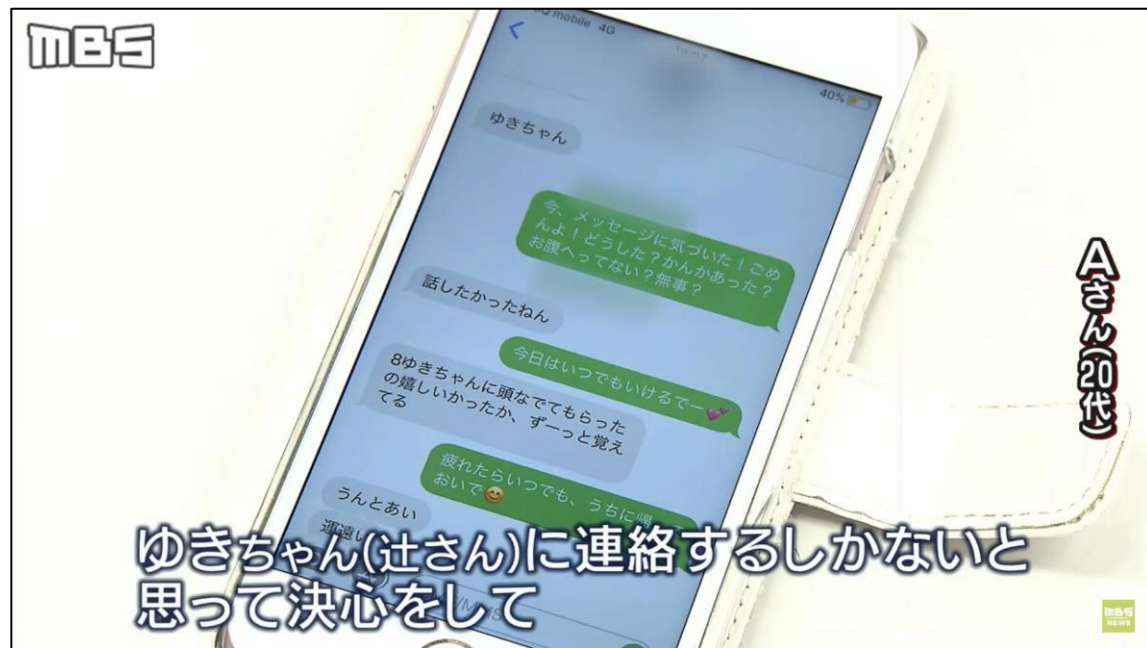 MBS
UQ mobile 4G
40%
ゆきちゃん
今、メッセージに気づいた！ごめ
んよ！どうした？かんかあった？
お腹へってない？無事？
話したかったねん
今日はいつでもいけるでー💕
8ゆきちゃんに頭なでてもらった
の嬉しいかったか、ずーっと覚え
てる
疲れたらいつでも、うちに帰
おいで😊
うんとあい
運遠い
Aさん(20代)
ゆきちゃん(辻さん)に連絡するしかないと
思って決心をして
MBS
NEWS